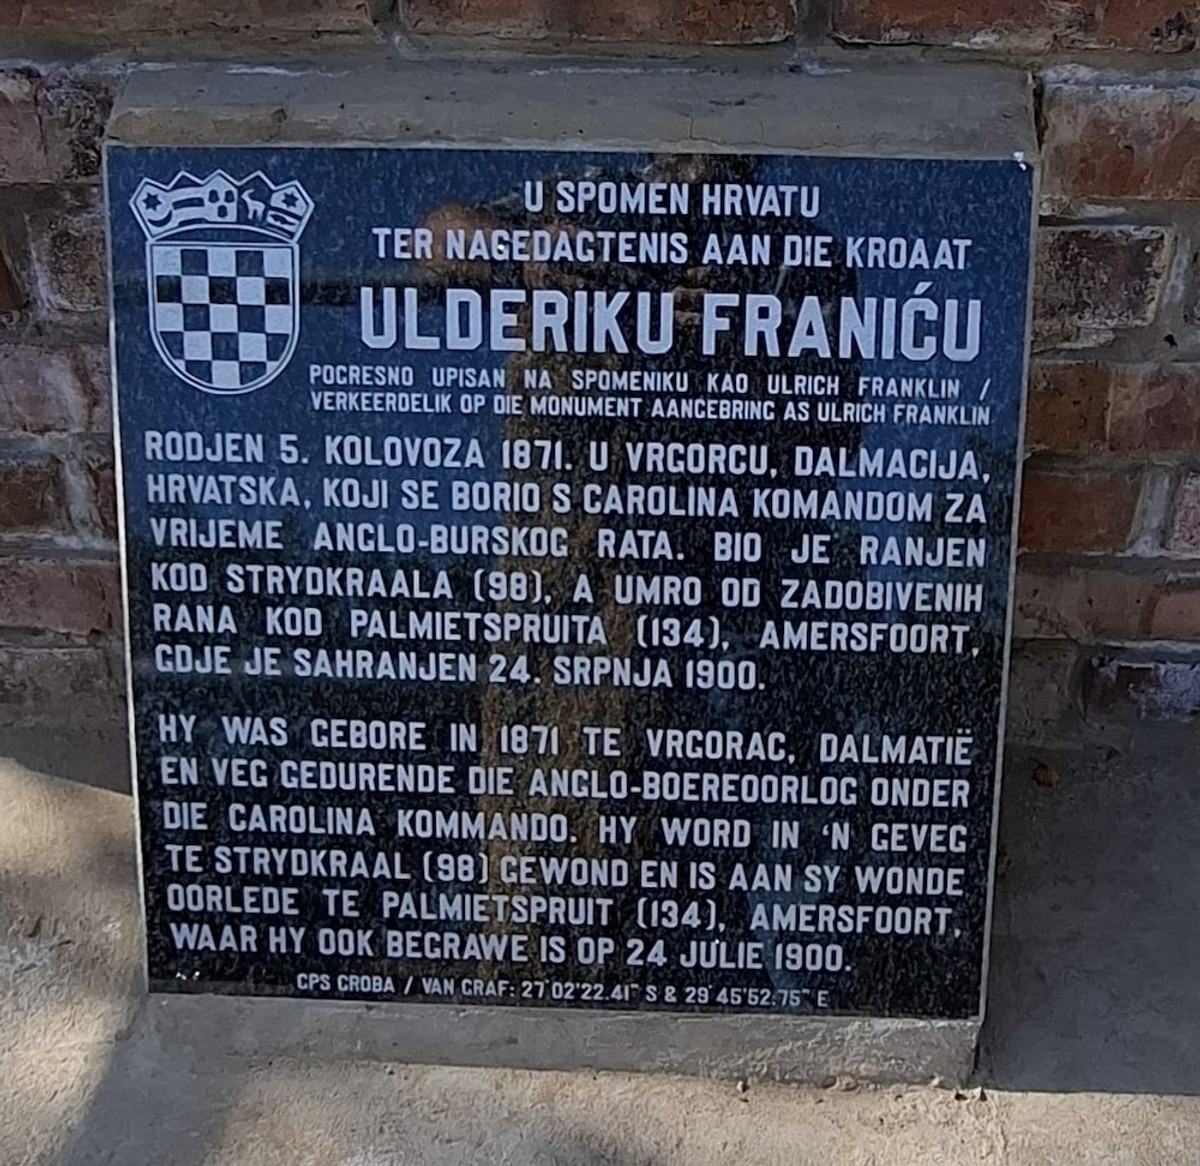 U SPOMEN HRVATU
TER NAGEDAGTENIS AAN DIE KROAAT
ULDERIKU FRANIĆU
POGRESNO UPISAN NA SPOMENIKU KAO ULRICH FRANKLIN /
VERKEERDELIK OP DIE MONUMENT AANGEBRING AS ULRICH FRANKLIN
RODJEN 5. KOLOVOZA 1871. U VRGORCU, DALMACIJA,
HRVATSKA, KOJI SE BORIO S CAROLINA KOMANDOM ZA
VRIJEME ANGLO-BURSKOG RATA. BIO JE RANJEN
KOD STRYDKRAALA (98), A UMRO OD ZADOBIVENIH
RANA KOD PALMIETSPRUITA (134), AMERSFOORT,
GDJE JE SAHRANJEN 24. SRPNJA 1900.
HY WAS GEBORE IN 1871 TE VRGORAC, DALMATIË
EN VEG GEDURENDE DIE ANGLO-BOEREOORLOG ONDER
DIE CAROLINA KOMMANDO. HY WORD IN 'N GEVEG
TE STRYDKRAAL (98) GEWOND EN IS AAN SY WONDE
OORLEDE TE PALMIETSPRUIT (134), AMERSFOORT,
WAAR HY OOK BEGRAWE IS OP 24 JULIE 1900.
GPS GROBA / VAN GRAF: 27°02'22.41" S & 29°45'52.75" E